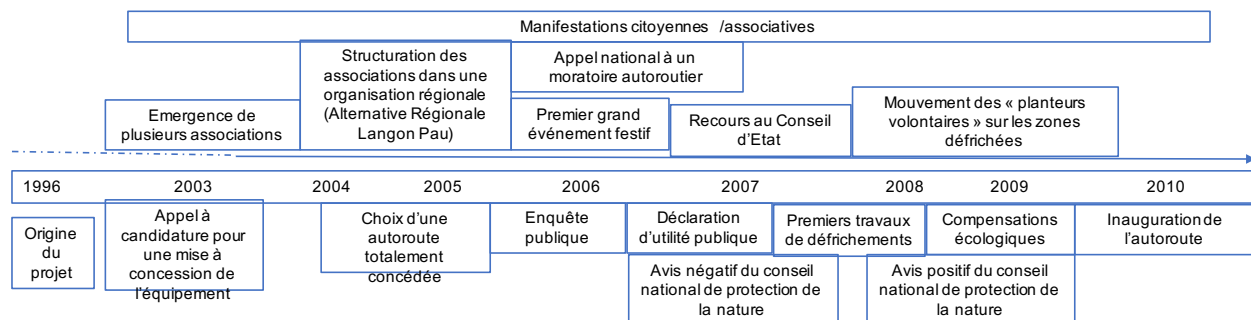 Manifestations citoyennes /associatives
Structuration des
associations dans une
organisation régionale
(Alternative Régionale
Langon Pau)
Appel national à un
moratoire autoroutier
Emergence de
plusieurs associations
Premier grand
événement festif
Recours au Conseil
d'Etat
Mouvement des « planteurs
volontaires » sur les zones
défrichées
1996 2003 2004 2005 2006 2007 2008 2009 2010
Origine
du
projet
Appel à
candidature pour
une mise à
concession de
l'équipement
Choix d'une
autoroute
totalement
concédée
Enquête
publique
Déclaration
d'utilité publique
Premiers travaux
de défrichements
Compensations
écologiques
Inauguration de
l'autoroute
Avis négatif du conseil
national de protection de
la nature
Avis positif du conseil
national de protection de
la nature